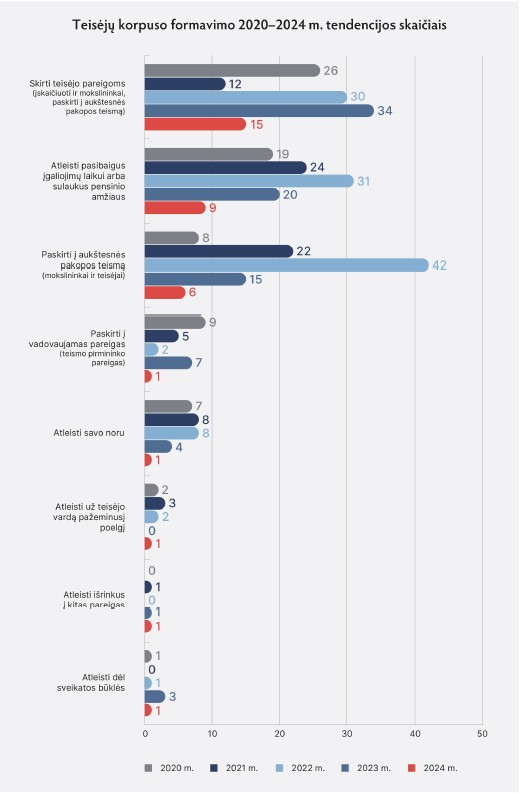 Teisėjų korpuso formavimo 2020–2024 m. tendencijos skaičiais
Skirti teisėjo pareigoms
(įskaičiuoti ir mokslininkai,
paskirti į aukštesnės
pakopos teismą)
26
12
30
34
15
Atleisti pasibaigus
įgaliojimų laikui arba
sulaukus pensinio
amžiaus
19
24
31
20
9
Paskirti į aukštesnės
pakopos teismą
(mokslininkai ir teisėjai)
8
22
42
15
6
Paskirti į
vadovaujamas pareigas
(teismo pirmininko
pareigas)
9
5
2
7
1
Atleisti savo noru
7
8
8
4
1
Atleisti už teisėjo
vardą pažeminusį
poelgį
2
3
2
0
1
Atleisti išrinkus
į kitas pareigas
0
1
0
1
1
Atleisti dėl
sveikatos būklės
1
0
1
3
1
0 10 20 30 40 50
2020 m. 2021 m. 2022 m. 2023 m. 2024 m.